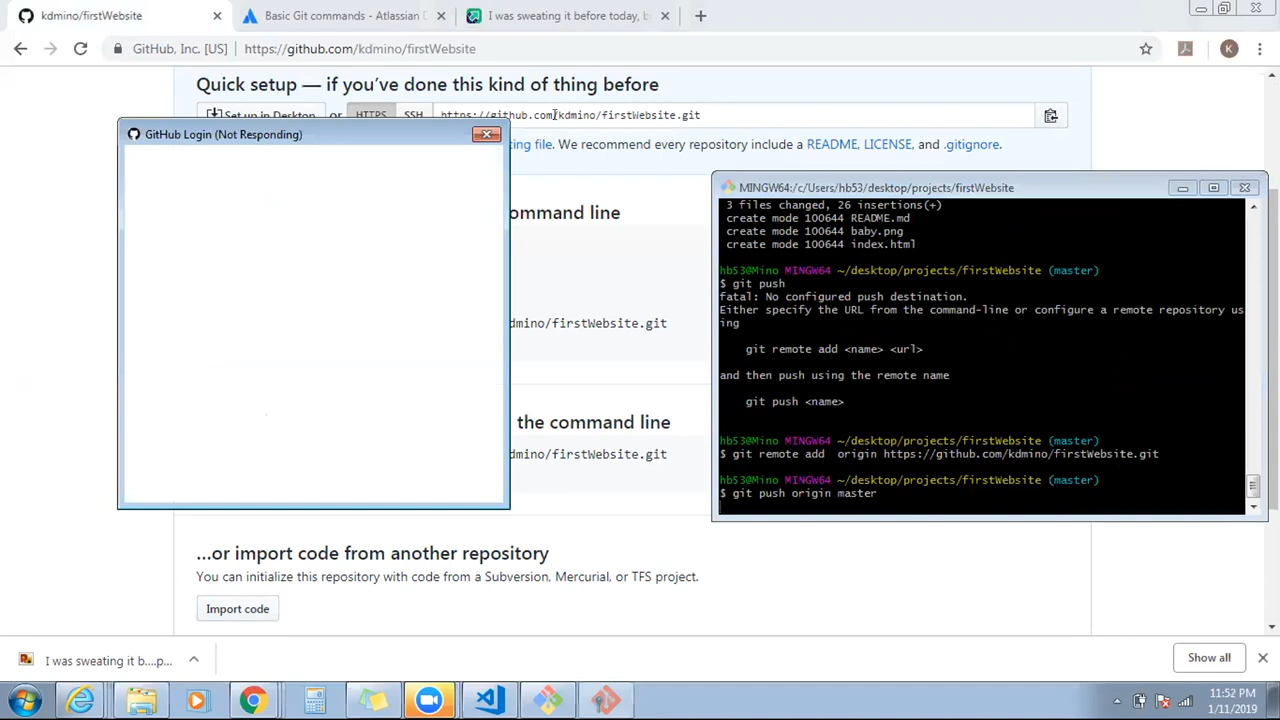 kdmino/firstWebsite
Basic Git commands - Atlassian D
I was sweating it before today, b
GitHub, Inc. [US]
https://github.com/kdmino/firstWebsite
K
Quick setup — if you've done this kind of thing before
Set up in Desktop or HTTPS SSH https://github.com/kdmino/firstWebsite.git
GitHub Login (Not Responding)
ting file. We recommend every repository include a README, LICENSE, and .gitignore.
command line
dmino/firstWebsite.git
the command line
dmino/firstWebsite.git
...or import code from another repository
You can initialize this repository with code from a Subversion, Mercurial, or TFS project.
Import code
MINGW64:/c/Users/hb53/desktop/projects/firstWebsite
3 files changed, 26 insertions(+)
create mode 100644 README.md
create mode 100644 baby.png
create mode 100644 index.html
hb53@Mino MINGW64 ~/desktop/projects/firstWebsite (master)
$ git push
fatal: No configured push destination.
Either specify the URL from the command-line or configure a remote repository us
ing
git remote add <name> <url>
and then push using the remote name
git push <name>
hb53@Mino MINGW64 ~/desktop/projects/firstWebsite (master)
$ git remote add  origin https://github.com/kdmino/firstWebsite.git
hb53@Mino MINGW64 ~/desktop/projects/firstWebsite (master)
$ git push origin master
I was sweating it b....p...
Show all
11:52 PM
1/11/2019